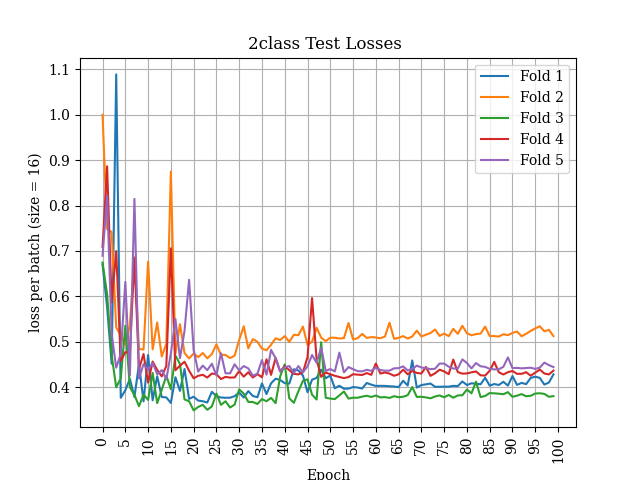 2class Test Losses
loss per batch (size = 16)
1.1
1.0
0.9
0.8
0.7
0.6
0.5
0.4
Fold 1
Fold 2
Fold 3
Fold 4
Fold 5
0 5 10 15 20 25 30 35 40 45 50 55 60 65 70 75 80 85 90 95 100
Epoch